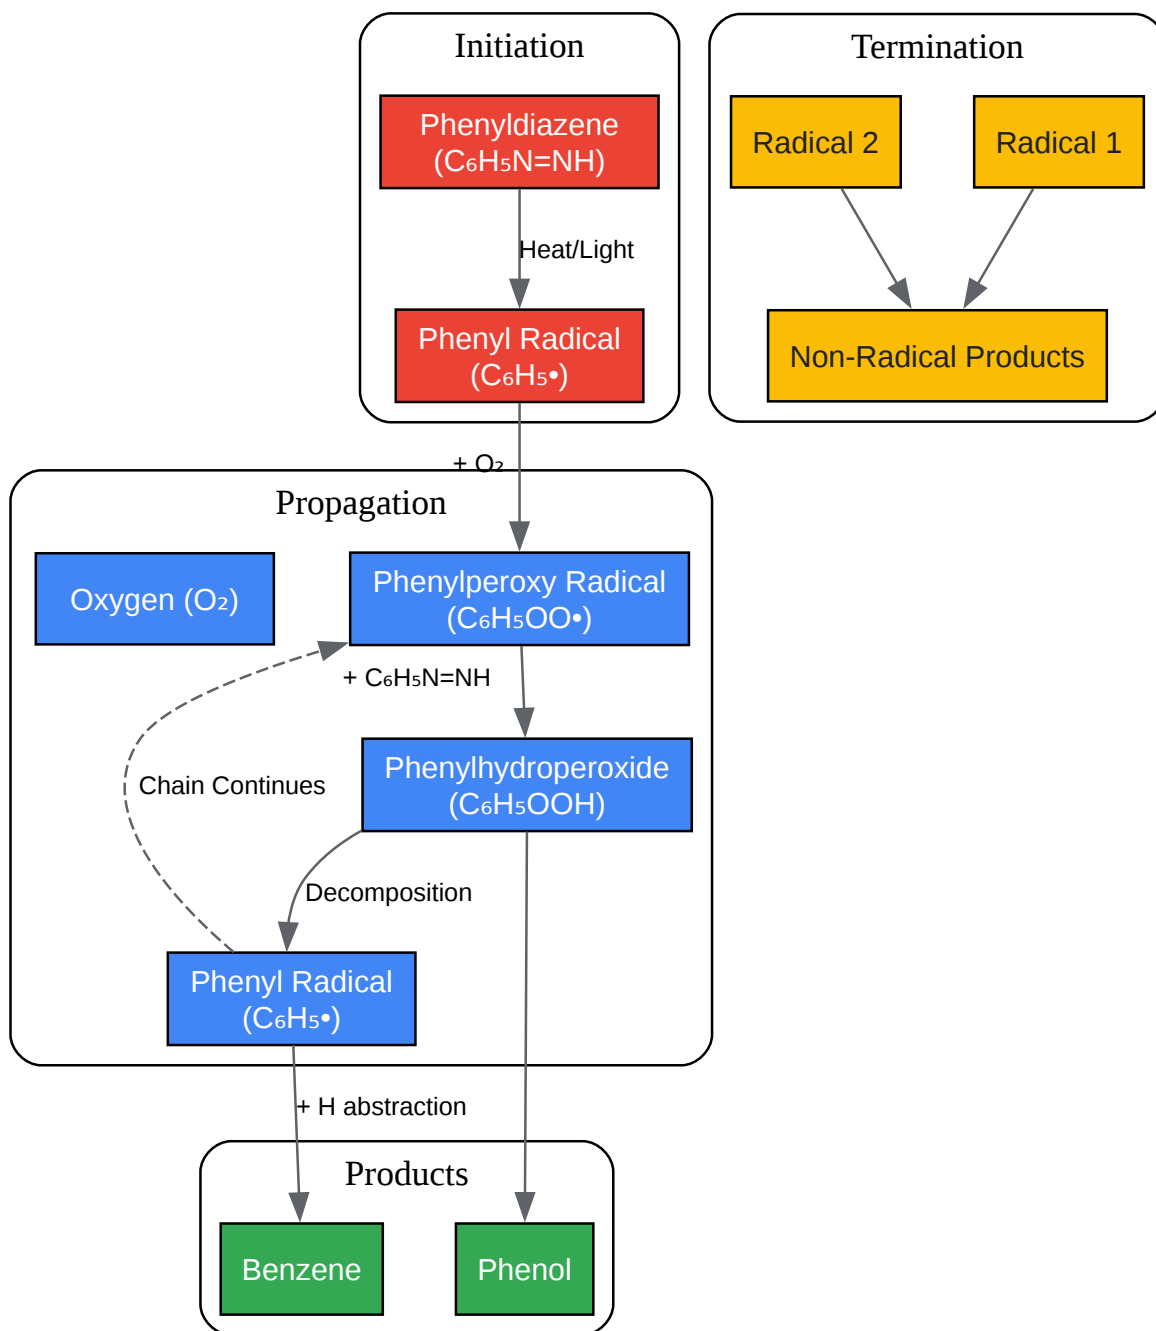 Initiation
Phenyldiazene
(C₆H₅N=NH)
Heat/Light
Phenyl Radical
(C₆H₅•)
Termination
Radical 2
Radical 1
Non-Radical Products
+ O₂
Propagation
Oxygen (O₂)
Phenylperoxy Radical
(C₆H₅OO•)
+ C₆H₅N=NH
Phenylhydroperoxide
(C₆H₅OOH)
Chain Continues
Decomposition
Phenyl Radical
(C₆H₅•)
+ H abstraction
Products
Benzene
Phenol